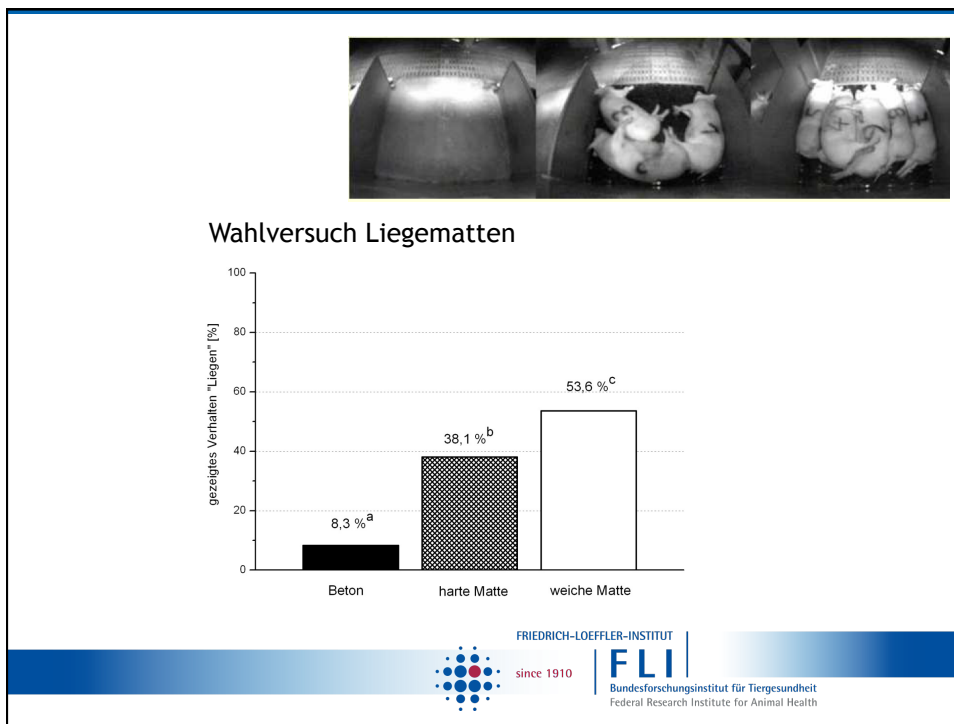 Wahlversuch Liegematten
gezeigtes Verhalten "Liegen" [%]
100
80
60
40
20
0
8,3 %a
38,1 %b
53,6 %c
Beton
harte Matte
weiche Matte
since 1910
FRIEDRICH-LOEFFLER-INSTITUT
FLI
Bundesforschungsinstitut für Tiergesundheit
Federal Research Institute for Animal Health